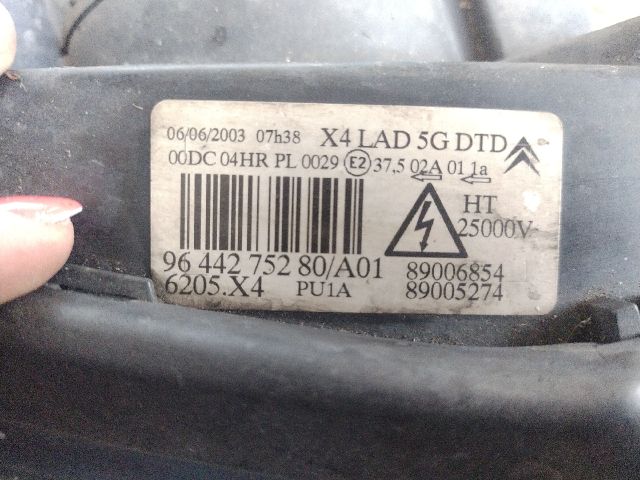 06/06/2003 07h38 X4 LAD 5G DTD
00DC 04HR PL 0029 E2 37,5 02A 01 1a
HT
25000V
96 442 752 80/A01 89006854
6205.X4 PU1A 89005274